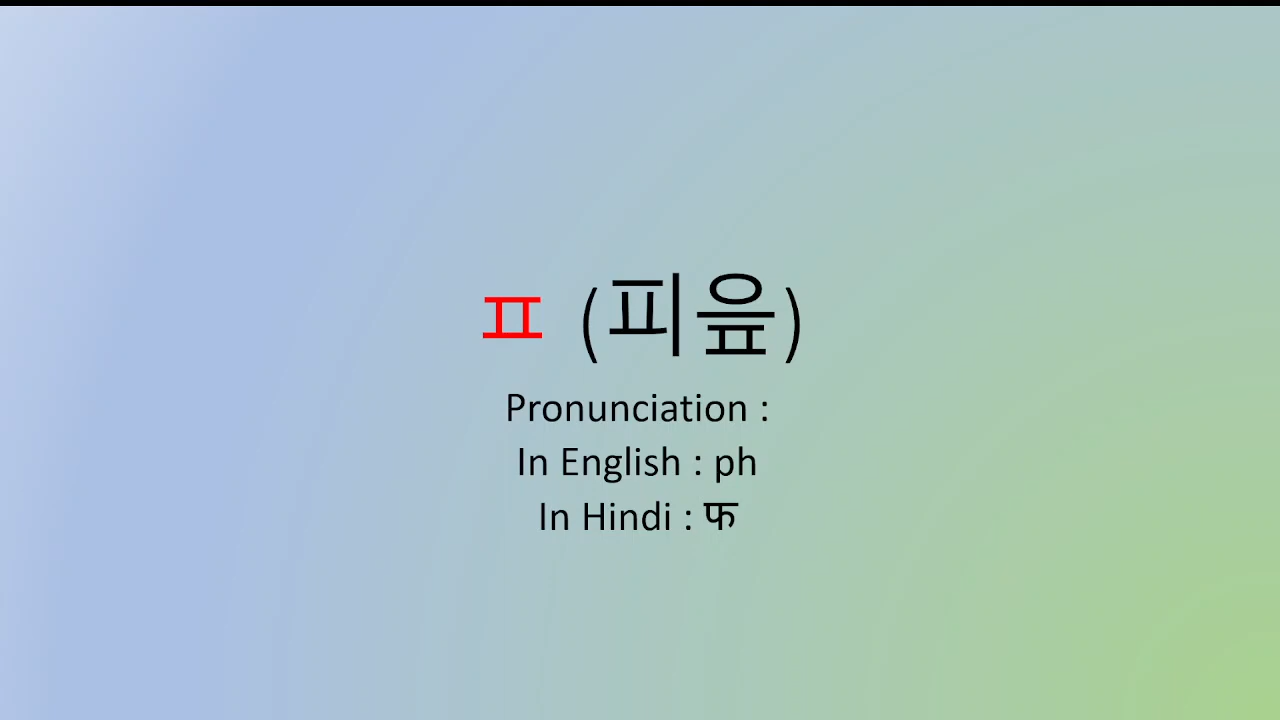 ㅍ (피읖)
Pronunciation :
In English : ph
In Hindi : फ